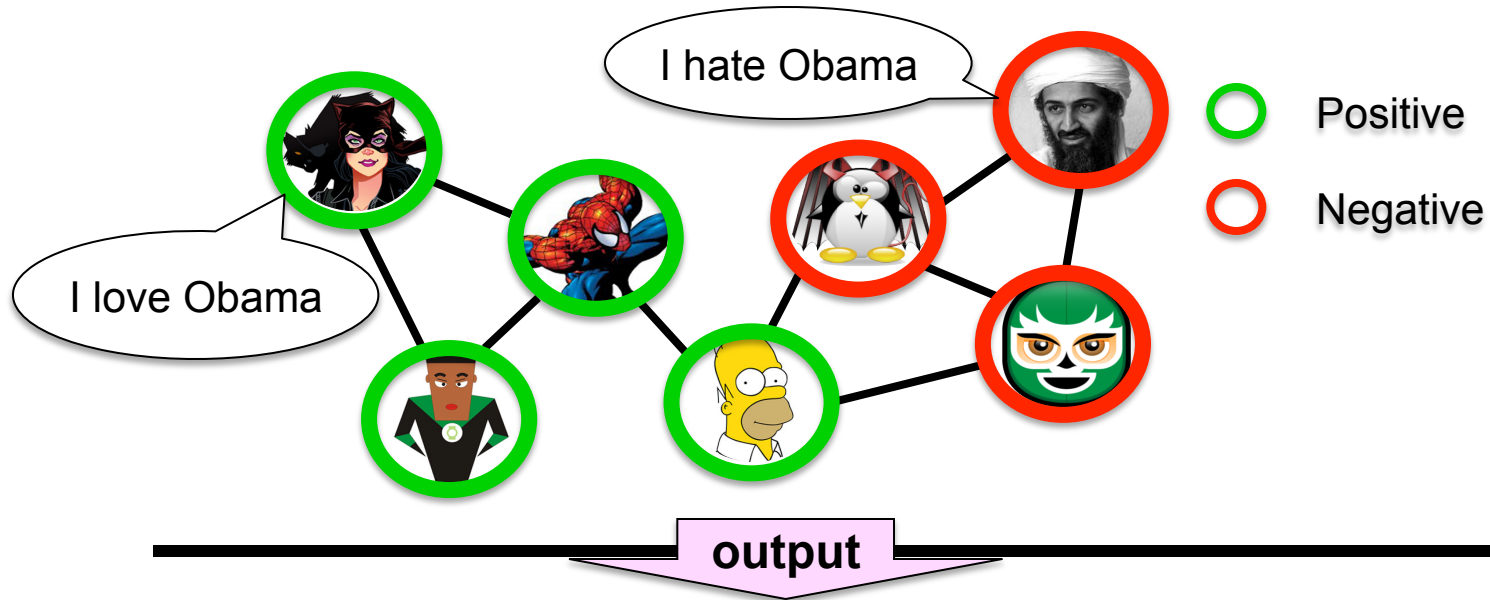 I hate Obama
Positive
Negative
I love Obama
output